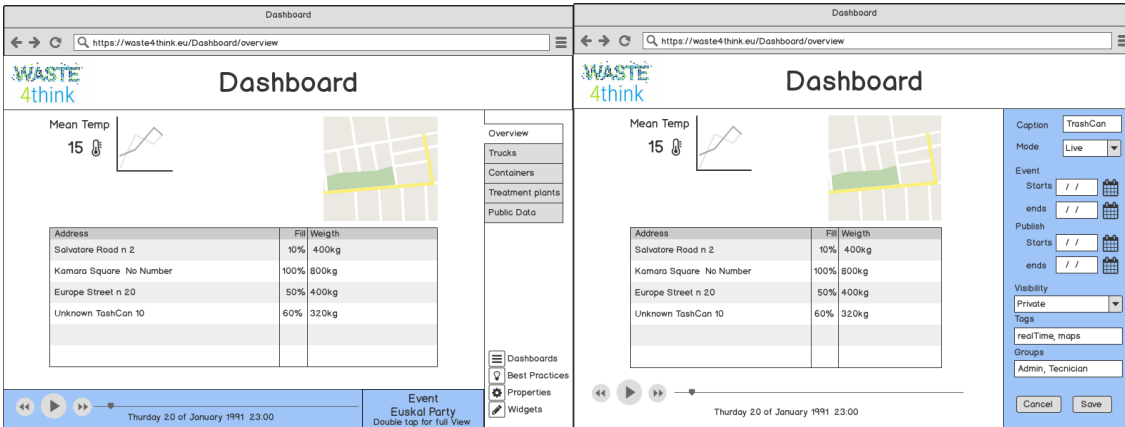 Dashboard
https://waste4think.eu/Dashboard/overview
WASTE
4think
Dashboard
Mean Temp
15
Overview
Trucks
Containers
Treatment plants
Public Data
Address Fill Weigth
Salvatore Road n 2 10% 400kg
Kamara Square No Number 100% 800kg
Europe Street n 20 50% 400kg
Unknown TashCan 10 60% 320kg
Dashboards
Best Practices
Properties
Widgets
Thurday 20 of January 1991 23:00
Event
Euskal Party
Double tap for full View
Dashboard
https://waste4think.eu/Dashboard/overview
WASTE
4think
Dashboard
Mean Temp
15
Address Fill Weigth
Salvatore Road n 2 10% 400kg
Kamara Square No Number 100% 800kg
Europe Street n 20 50% 400kg
Unknown TashCan 10 60% 320kg
Thurday 20 of January 1991 23:00
Caption TrashCan
Mode Live
Event
Starts / /
ends / /
Publish
Starts / /
ends / /
Visibility
Private
Tags
realTime, maps
Groups
Admin, Tecnician
Cancel Save